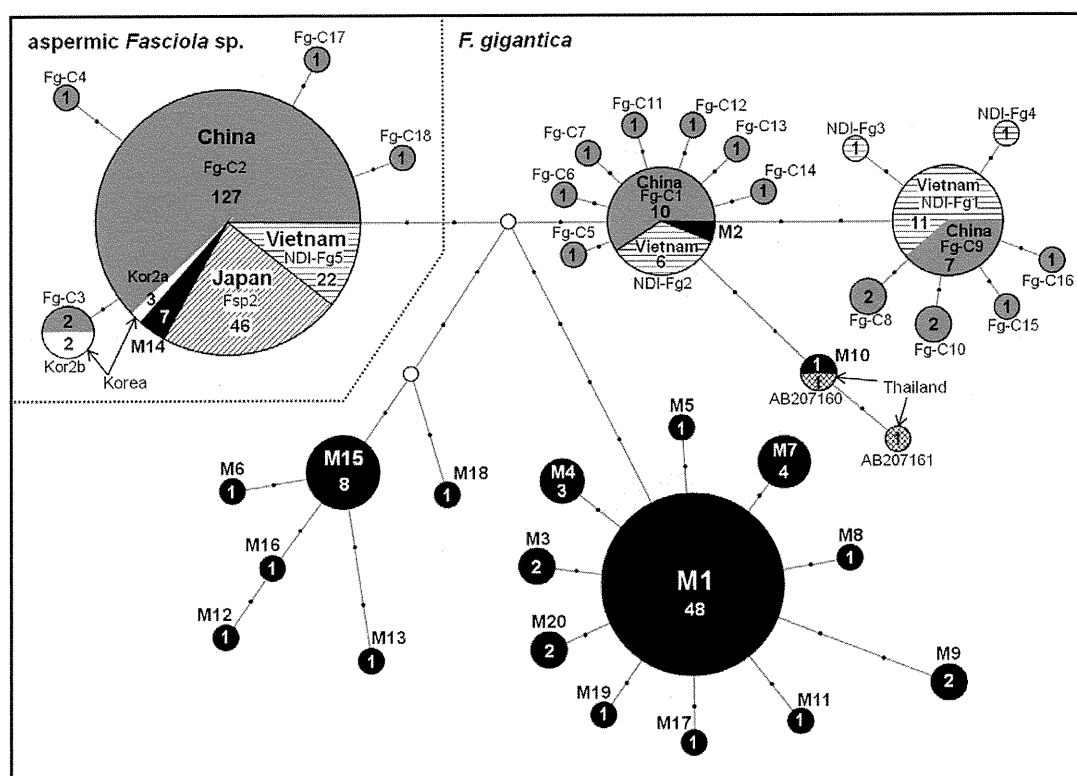 aspermic Fasciola sp.
Fg-C17
1
Fg-C4
1
China
Fg-C2
127
Fg-C18
1
Vietnam
NDI-Fg5
22
Japan
Fsp2
46
Kor2a
3
7
M14
1
Fg-C3
2
2
Kor2b
Korea
F. gigantica
Fg-C11
1
Fg-C12
1
Fg-C7
1
Fg-C13
1
Fg-C6
1
Fg-C14
1
Fg-C5
1
China
Fg-C1
10
M2
Vietnam
6
NDI-Fg2
NDI-Fg3
1
NDI-Fg4
1
Vietnam
NDI-Fg1
11
China
Fg-C9
7
Fg-C16
1
2
Fg-C8
2
Fg-C10
1
Fg-C15
M10
1
1
AB207160
Thailand
1
AB207161
M15
8
M6
1
M18
1
M16
1
M12
1
M13
1
M5
1
M7
4
M4
3
M3
2
M8
1
M1
48
M20
2
M9
2
M19
1
M17
1
M11
1